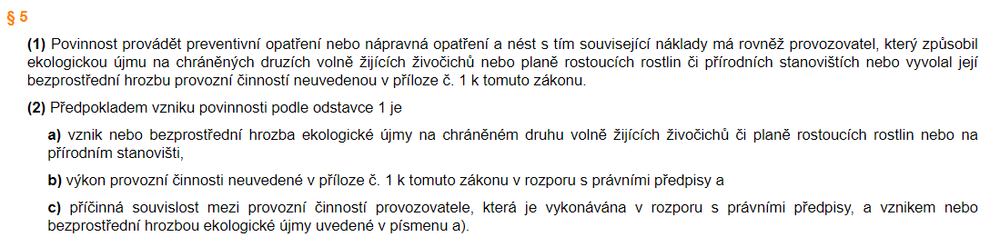 § 5
(1) Povinnost provádět preventivní opatření nebo nápravná opatření a nést s tím související náklady má rovněž provozovatel, který způsobil
ekologickou újmu na chráněných druzích volně žijících živočichů nebo planě rostoucích rostlin či přírodních stanovištích nebo vyvolal její
bezprostřední hrozbu provozní činností neuvedenou v příloze č. 1 k tomuto zákonu.
(2) Předpokladem vzniku povinnosti podle odstavce 1 je
a) vznik nebo bezprostřední hrozba ekologické újmy na chráněném druhu volně žijících živočichů či planě rostoucích rostlin nebo na
přírodním stanovišti,
b) výkon provozní činnosti neuvedené v příloze č. 1 k tomuto zákonu v rozporu s právními předpisy a
c) příčinná souvislost mezi provozní činností provozovatele, která je vykonávána v rozporu s právními předpisy, a vznikem nebo
bezprostřední hrozbou ekologické újmy uvedené v písmenu a).